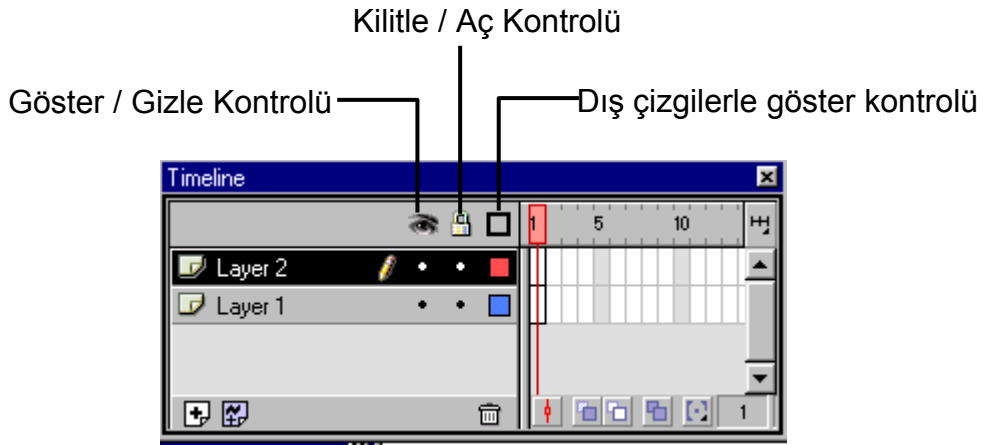 Kilitle / Aç Kontrolü
Göster / Gizle Kontrolü
Dış çizgilerle göster kontrolü
Timeline
1 5 10
Layer 2
Layer 1
1